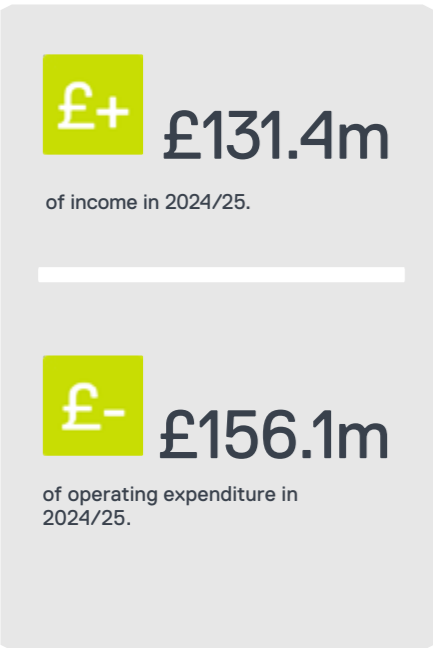 £+
£131.4m
of income in 2024/25.
£-
£156.1m
of operating expenditure in
2024/25.